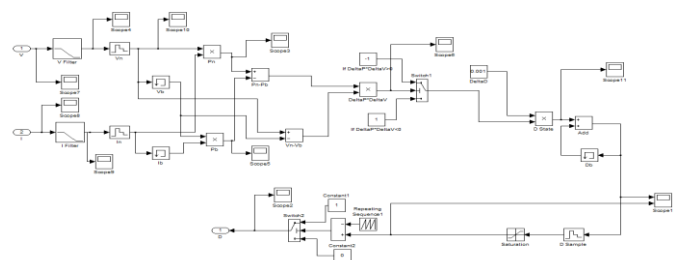 Scope4
Scope10
1
V
V Filter
Vn
Pn
Scope3
Scope7
Scope8
Vb
Pn-Pb
-1
If DeltaP*DeltaV>0
Scope6
Switch1
0.001
DeltaD
Scope11
DeltaP*DeltaV
1
If DeltaP*DeltaV<0
D State
Add
2
I
I Filter
In
Ib
Pb
Vn-Vb
Scope9
Scope5
Db
Scope2
Constant1
1
Switch2
Repeating
Sequence1
Scope1
1
D
Constant2
0
Saturation
D Sample